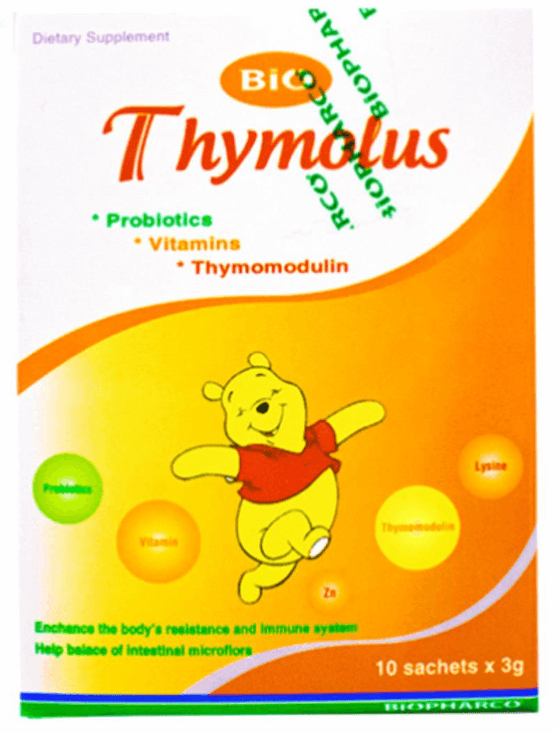 Dietary Supplement
BiO
Thymolus
BIOPHARCO
* Probiotics
* Vitamins
* Thymomodulin
Lysine
Probiotics
Thymomodulin
Vitamin
Zn
Enchance the body's resistance and immune system
Help balace of intestinal microflora
10 sachets x 3g
BIOPHARCO